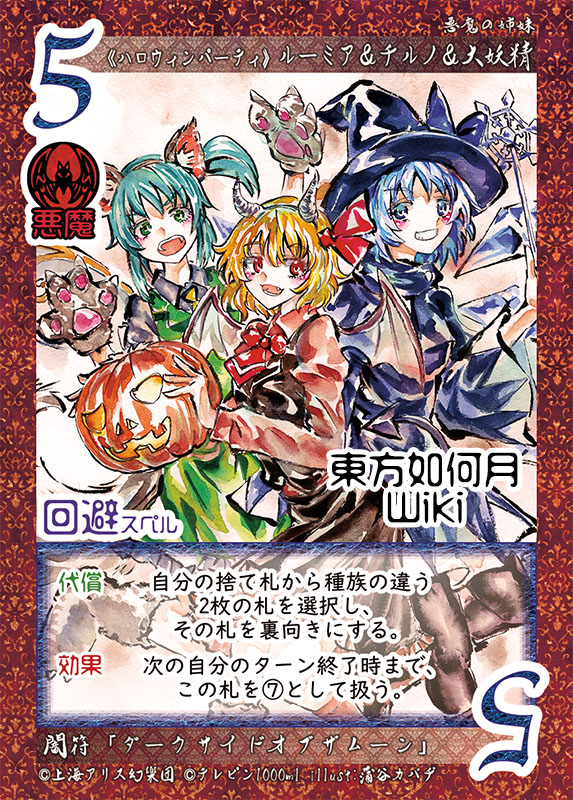 悪魔の姉妹
5
《ハロウィンパーティ》ルーミア&チルノ&大妖精
悪魔
東方如何月
Wiki
回避スペル
代償 自分の捨て札から種族の違う
2枚の札を選択し、
その札を裏向きにする。
効果 次の自分のターン終了時まで、
この札を⑦として扱う。
5
闇符「ダークサイドオブザムーン」
©上海アリス幻樂団 ©テレピン1000ml illust:蒲谷カバヂ